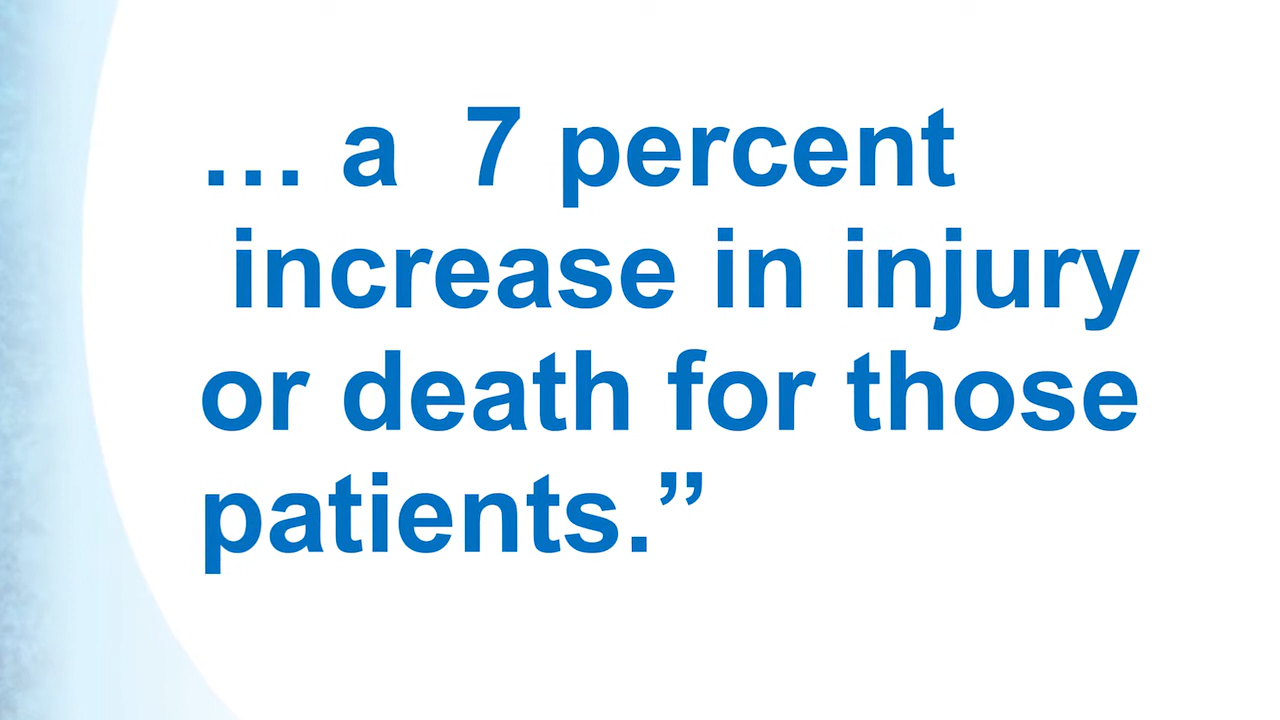 … a  7 percent
increase in injury
or death for those
patients.”